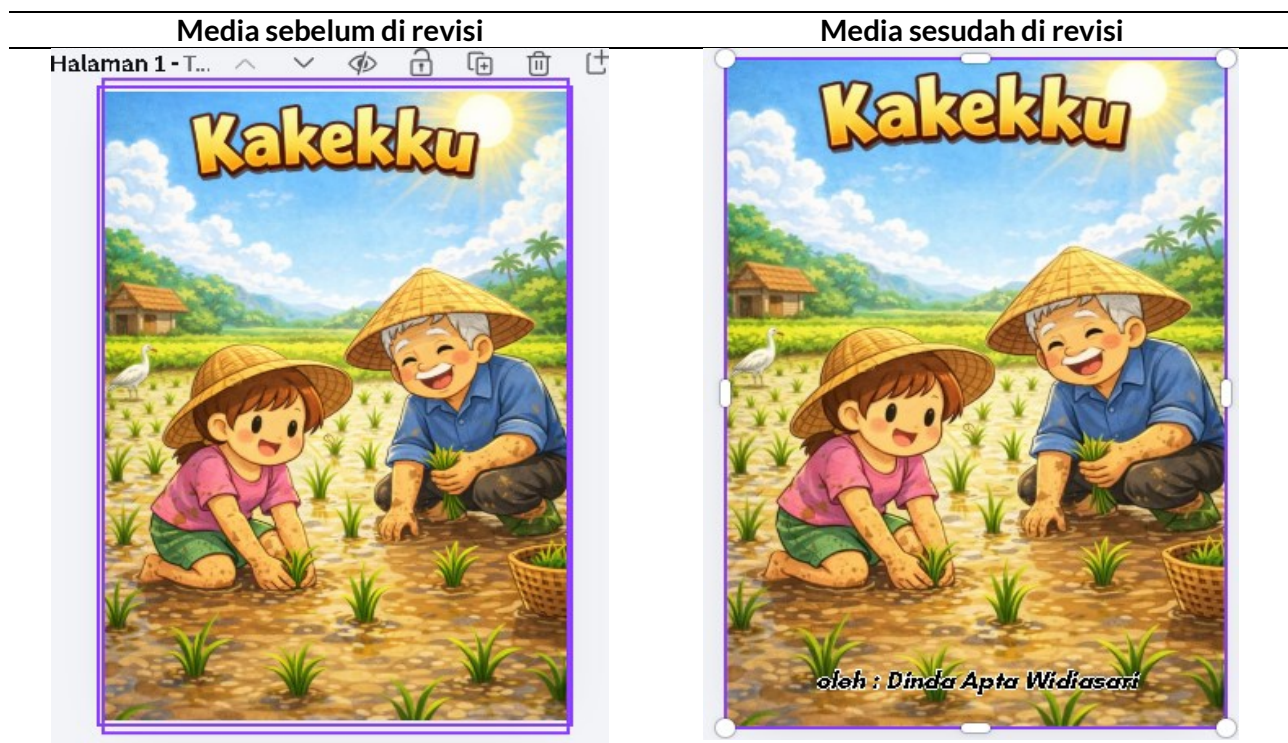 Media sebelum di revisi
Media sesudah di revisi
Halaman 1 - T...
Kakekku
Kakekku
oleh : Dinda Apta Widiasari